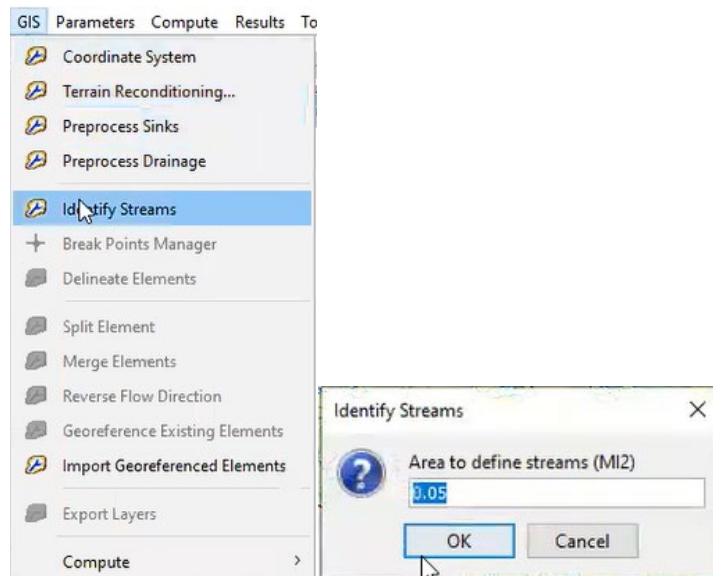 GIS Parameters Compute Results To
Coordinate System
Terrain Reconditioning...
Preprocess Sinks
Preprocess Drainage
Identify Streams
Break Points Manager
Delineate Elements
Split Element
Merge Elements
Reverse Flow Direction
Georeference Existing Elements
Import Georeferenced Elements
Export Layers
Compute
Identify Streams
Area to define streams (MI2)
0.05
OK Cancel